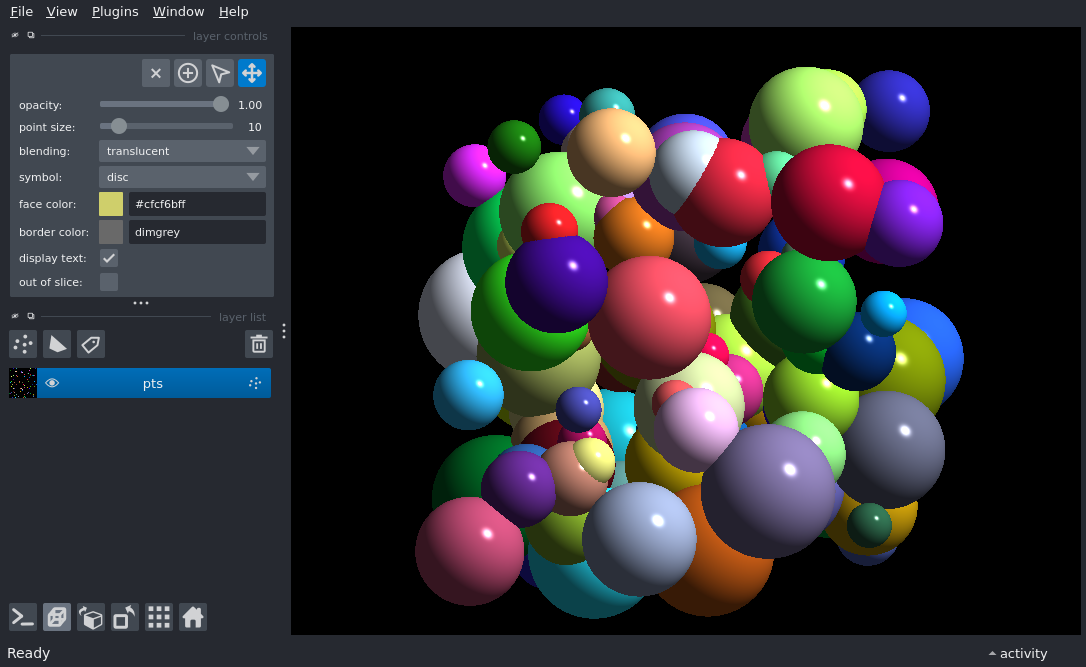 File View Plugins Window Help
layer controls
opacity: 1.00
point size: 10
blending: translucent
symbol: disc
face color: #cfcf6bff
border color: dimgrey
display text:
out of slice:
layer list
pts
Ready activity